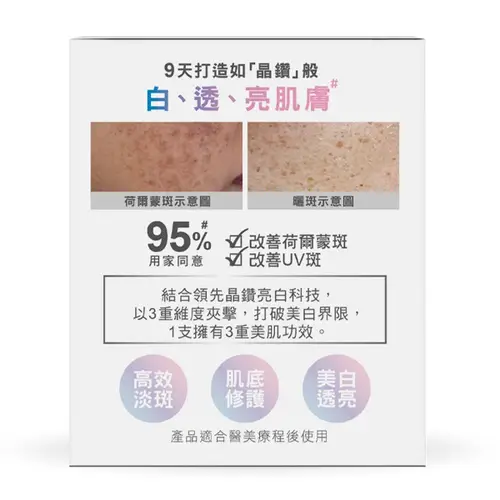 9天打造如「晶鑽」般
白、透、亮肌膚#
荷爾蒙斑示意圖
曬斑示意圖
95%#
用家同意
☑改善荷爾蒙斑
☑改善UV斑
結合領先晶鑽亮白科技，
以3重維度夾擊，打破美白界限，
1支擁有3重美肌功效。
高效
淡斑
肌底
修護
美白
透亮
產品適合醫美療程後使用